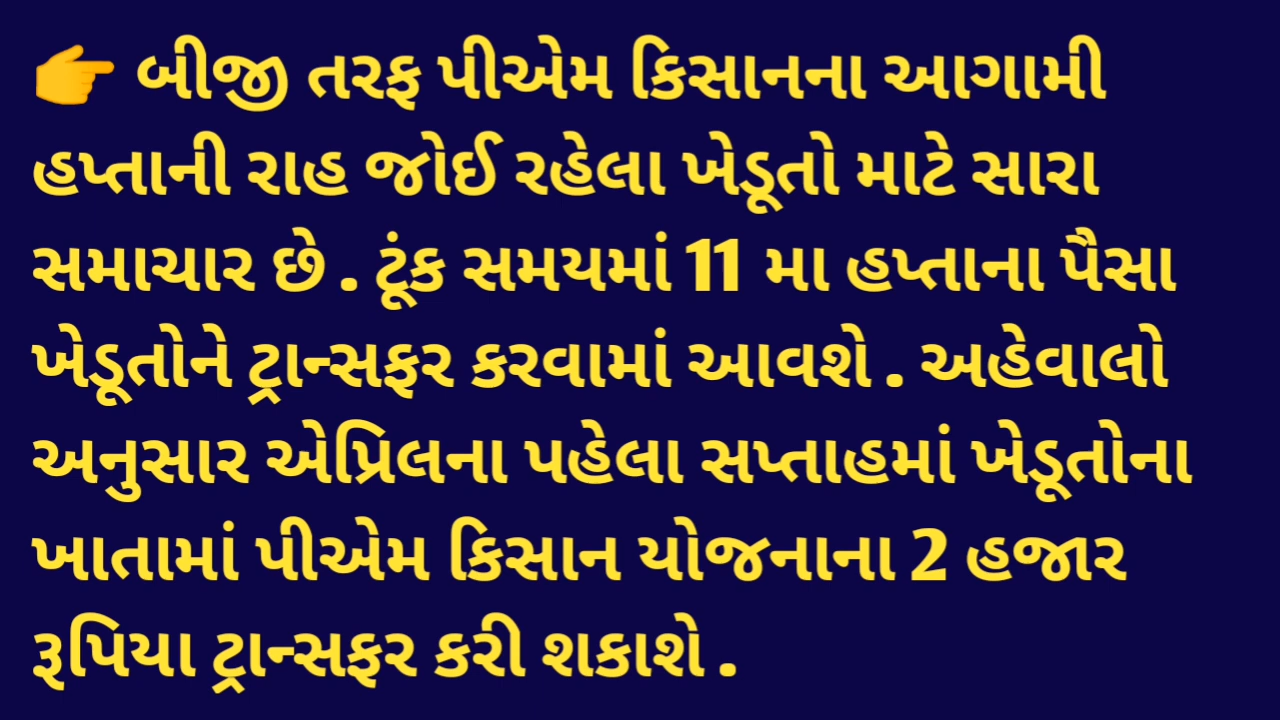 👉 બીજી તરફ પીએમ કિસાનના આગામી
હપ્તાની રાહ જોઈ રહેલા ખેડૂતો માટે સારા
સમાચાર છે . ટૂંક સમયમાં 11 મા હપ્તાના પૈસા
ખેડૂતોને ટ્રાન્સફર કરવામાં આવશે . અહેવાલો
અનુસાર એપ્રિલના પહેલા સપ્તાહમાં ખેડૂતોના
ખાતામાં પીએમ કિસાન યોજનાના 2 હજાર
રૂપિયા ટ્રાન્સફર કરી શકાશે .